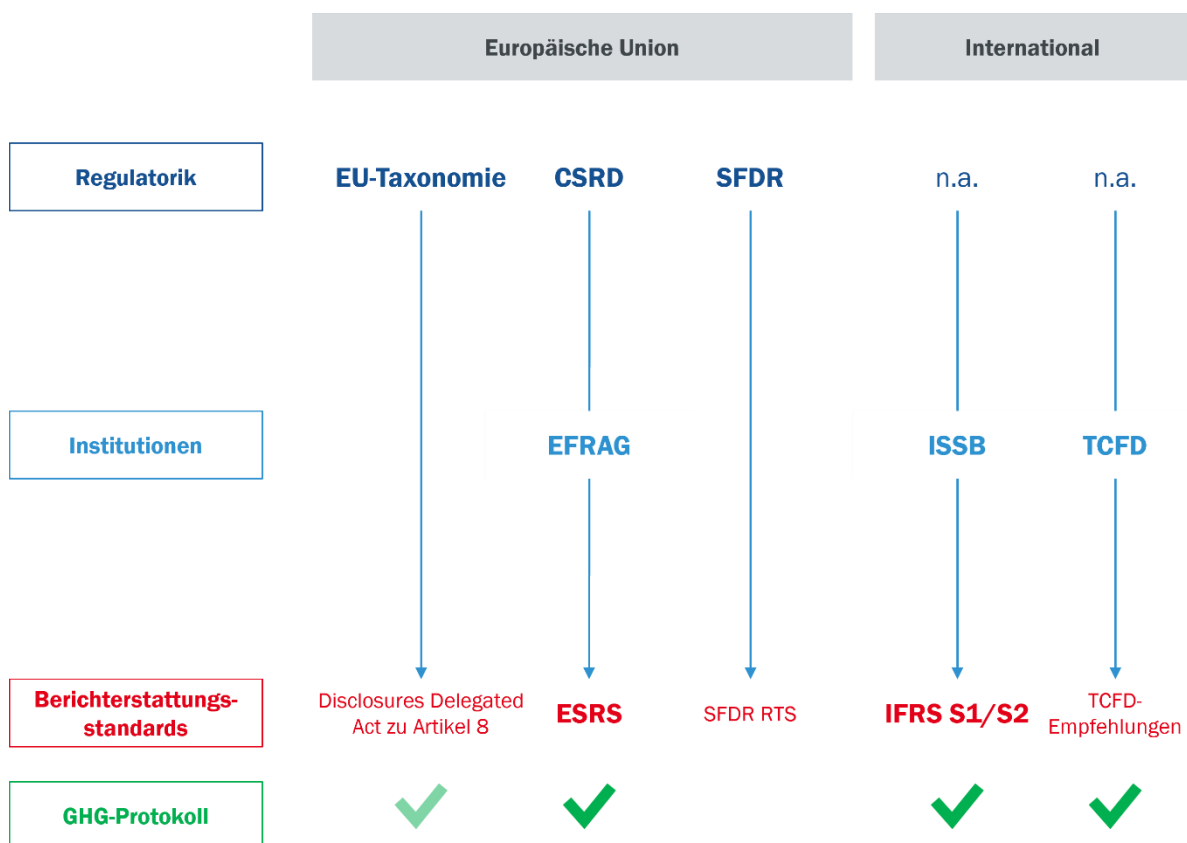 Europäische Union
International
Regulatorik
EU-Taxonomie
CSRD
SFDR
n.a.
n.a.
Institutionen
EFRAG
ISSB
TCFD
Berichterstattungs-
standards
Disclosures Delegated
Act zu Artikel 8
ESRS
SFDR RTS
IFRS S1/S2
TCFD-
Empfehlungen
GHG-Protokoll